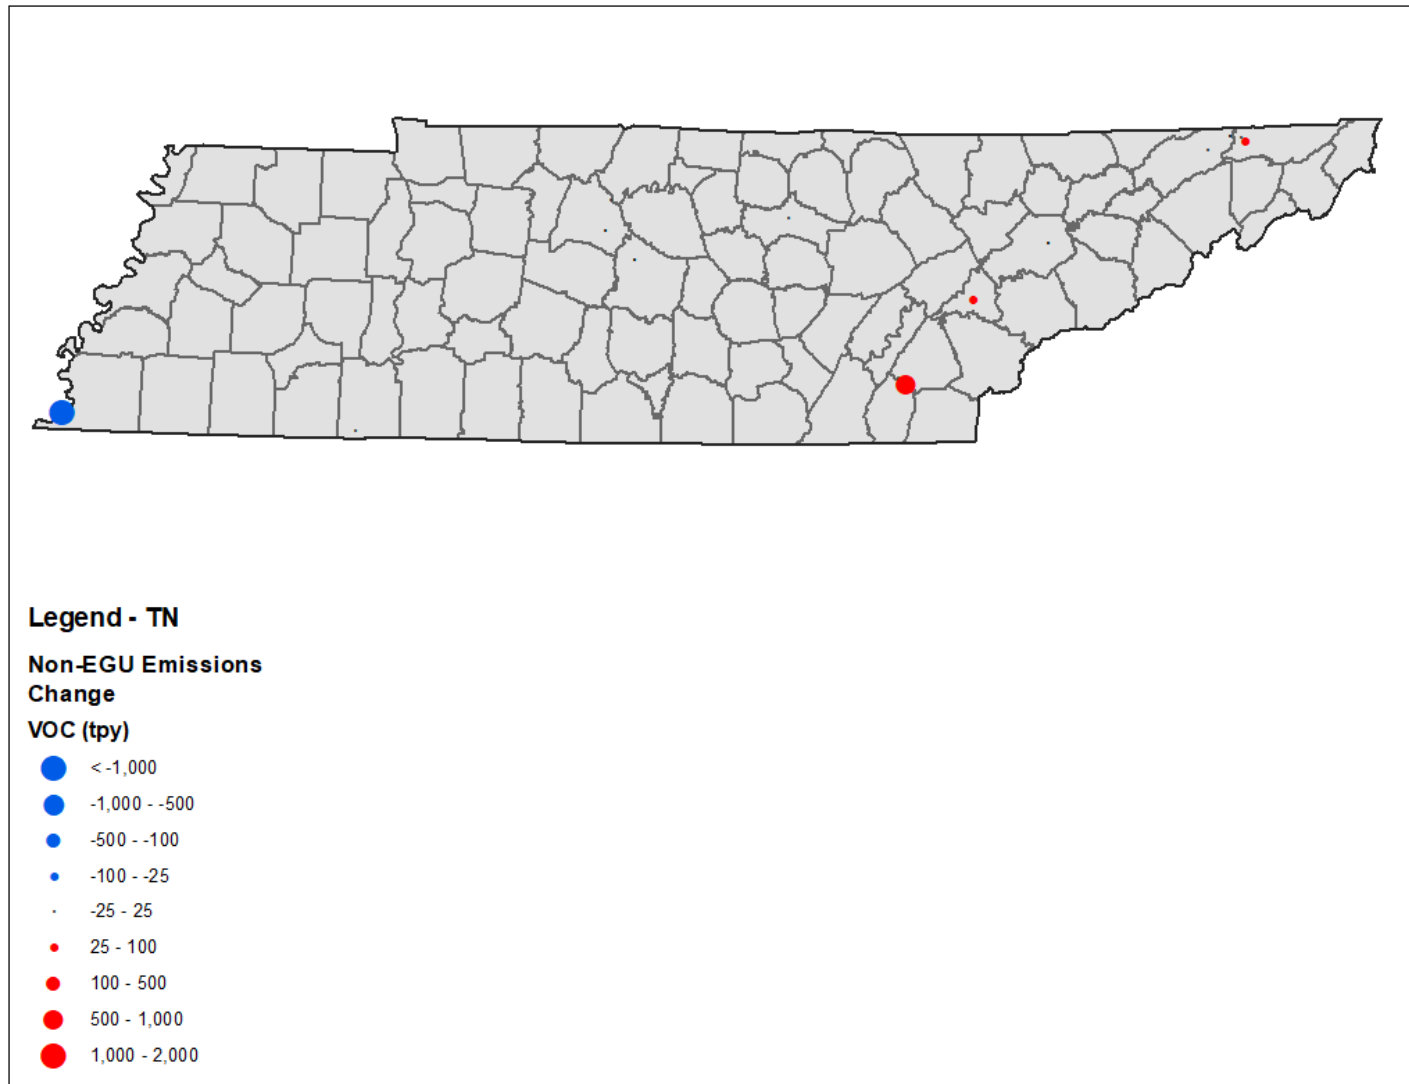 Legend - TN
Non-EGU Emissions
Change
VOC (tpy)
< -1,000
-1,000 - -500
-500 - -100
-100 - -25
-25 - 25
25 - 100
100 - 500
500 - 1,000
1,000 - 2,000